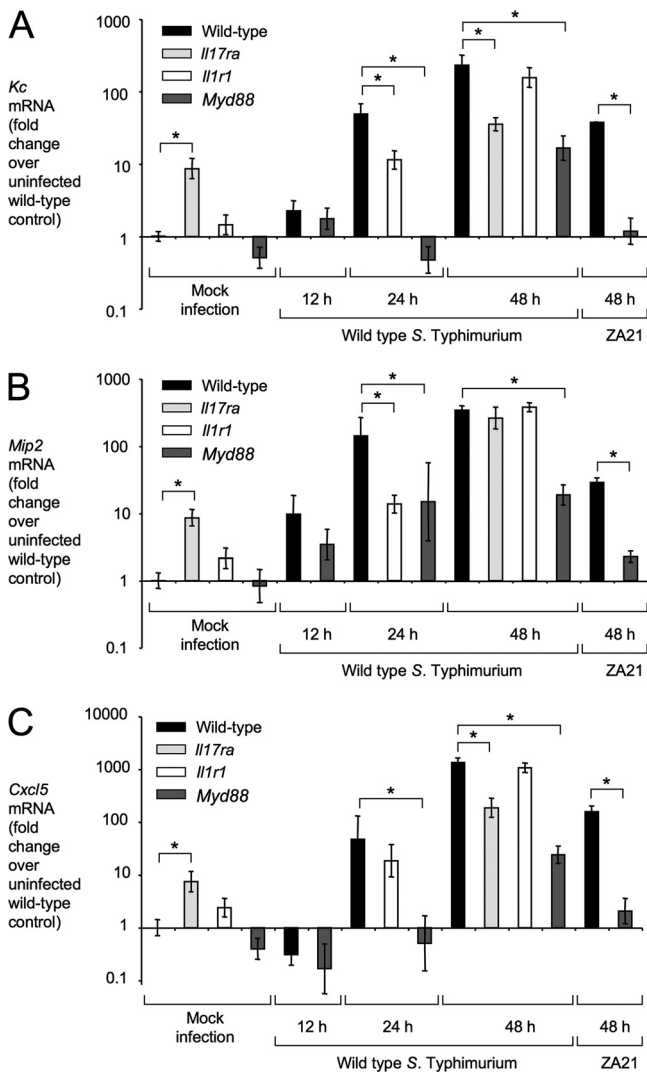 A
Kc
mRNA
(fold
change
over
uninfected
wild-type
control)
1000
100
10
1
0.1
Wild-type
Il17ra
Il1r1
Myd88
*
*
*
*
*
*
Mock
infection
12 h
24 h
48 h
48 h
Wild type S. Typhimurium
ZA21
B
Mip2
mRNA
(fold
change
over
uninfected
wild-type
control)
1000
100
10
1
0.1
Wild-type
Il17ra
Il1r1
Myd88
*
*
*
*
*
Mock
infection
12 h
24 h
48 h
48 h
Wild type S. Typhimurium
ZA21
C
Cxcl5
mRNA
(fold
change
over
uninfected
wild-type
control)
10000
1000
100
10
1
0.1
Wild-type
Il17ra
Il1r1
Myd88
*
*
*
*
*
Mock
infection
12 h
24 h
48 h
48 h
Wild type S. Typhimurium
ZA21